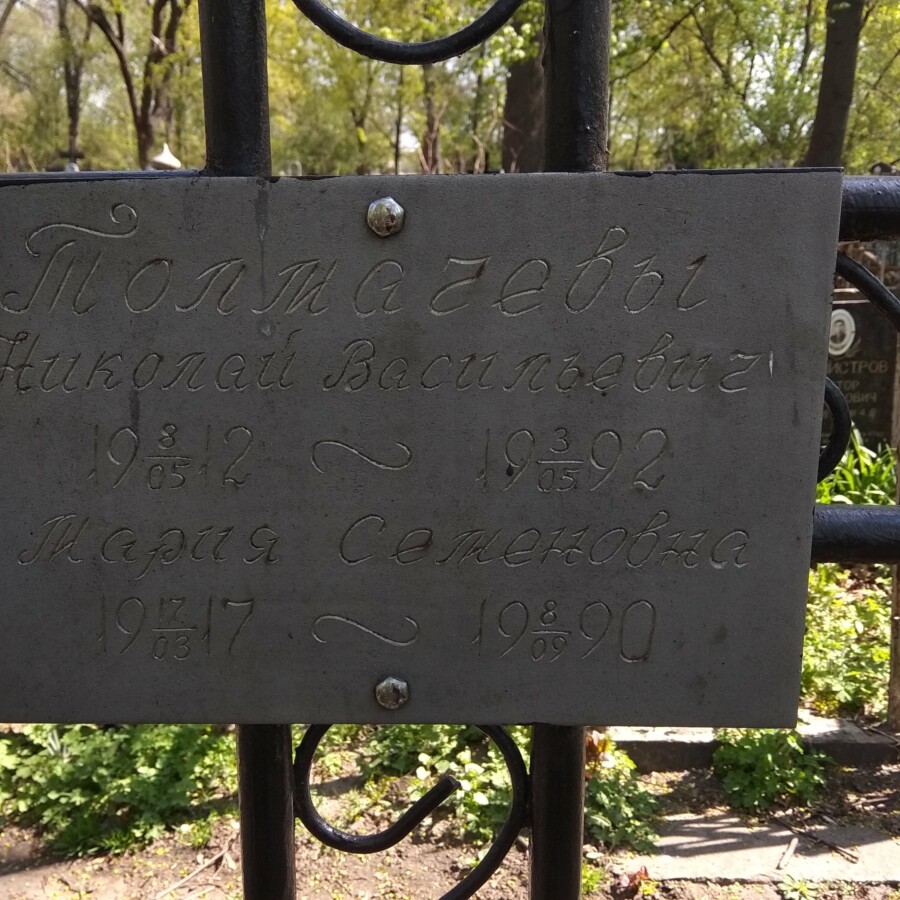 Толмачевы
Николай Васильевич
19 8/05 12 ~ 19 3/05 92
Мария Семеновна
19 17/03 17 ~ 19 8/09 90